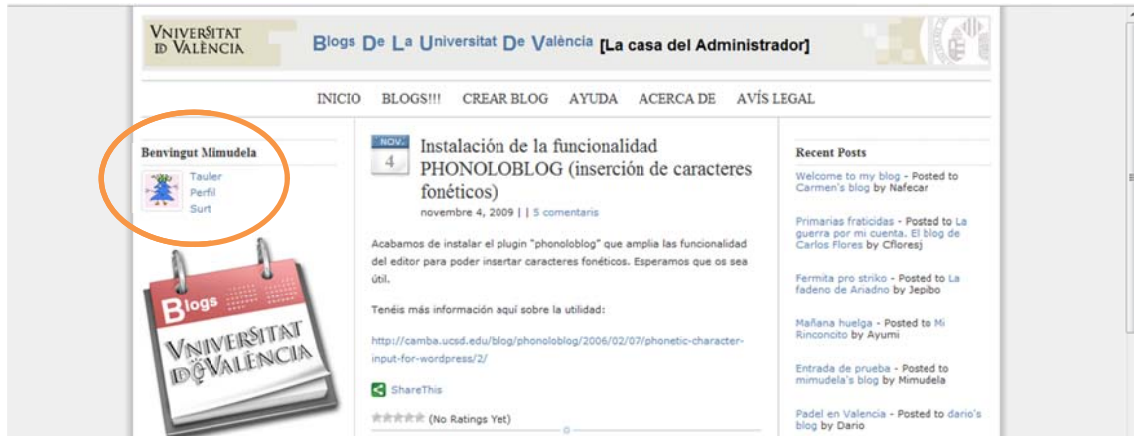 VNIVERSITAT
ID VALÈNCIA
Blogs De La Universitat De València [La casa del Administrador]
INICIO BLOGS!!! CREAR BLOG AYUDA ACERCA DE AVÍS LEGAL
Benvingut Mimudela
Tauler
Perfil
Surt
Blogs
VNIVERSITAT
ID VALÈNCIA
NOV.
4
Instalación de la funcionalidad
PHONOLOBLOG (inserción de caracteres
fonéticos)
novembre 4, 2009 | | 5 comentaris
Acabamos de instalar el plugin "phonoloblog" que amplia las funcionalidad
del editor para poder insertar caracteres fonéticos. Esperamos que os sea
útil.
Tenéis más información aquí sobre la utilidad:
http://camba.ucsd.edu/blog/phonoloblog/2006/02/07/phonetic-character-
input-for-wordpress/2/
ShareThis
(No Ratings Yet)
Recent Posts
Welcome to my blog - Posted to
Carmen's blog by Nafecar
Primarias fraticidas - Posted to La
guerra por mi cuenta. El blog de
Carlos Flores by Cfloresj
Fermita pro striko - Posted to La
fadeno de Ariadno by Jepibo
Mañana huelga - Posted to Mi
Rinconcito by Ayumi
Entrada de prueba - Posted to
mimudela's blog by Mimudela
Padel en Valencia - Posted to dario's
blog by Dario